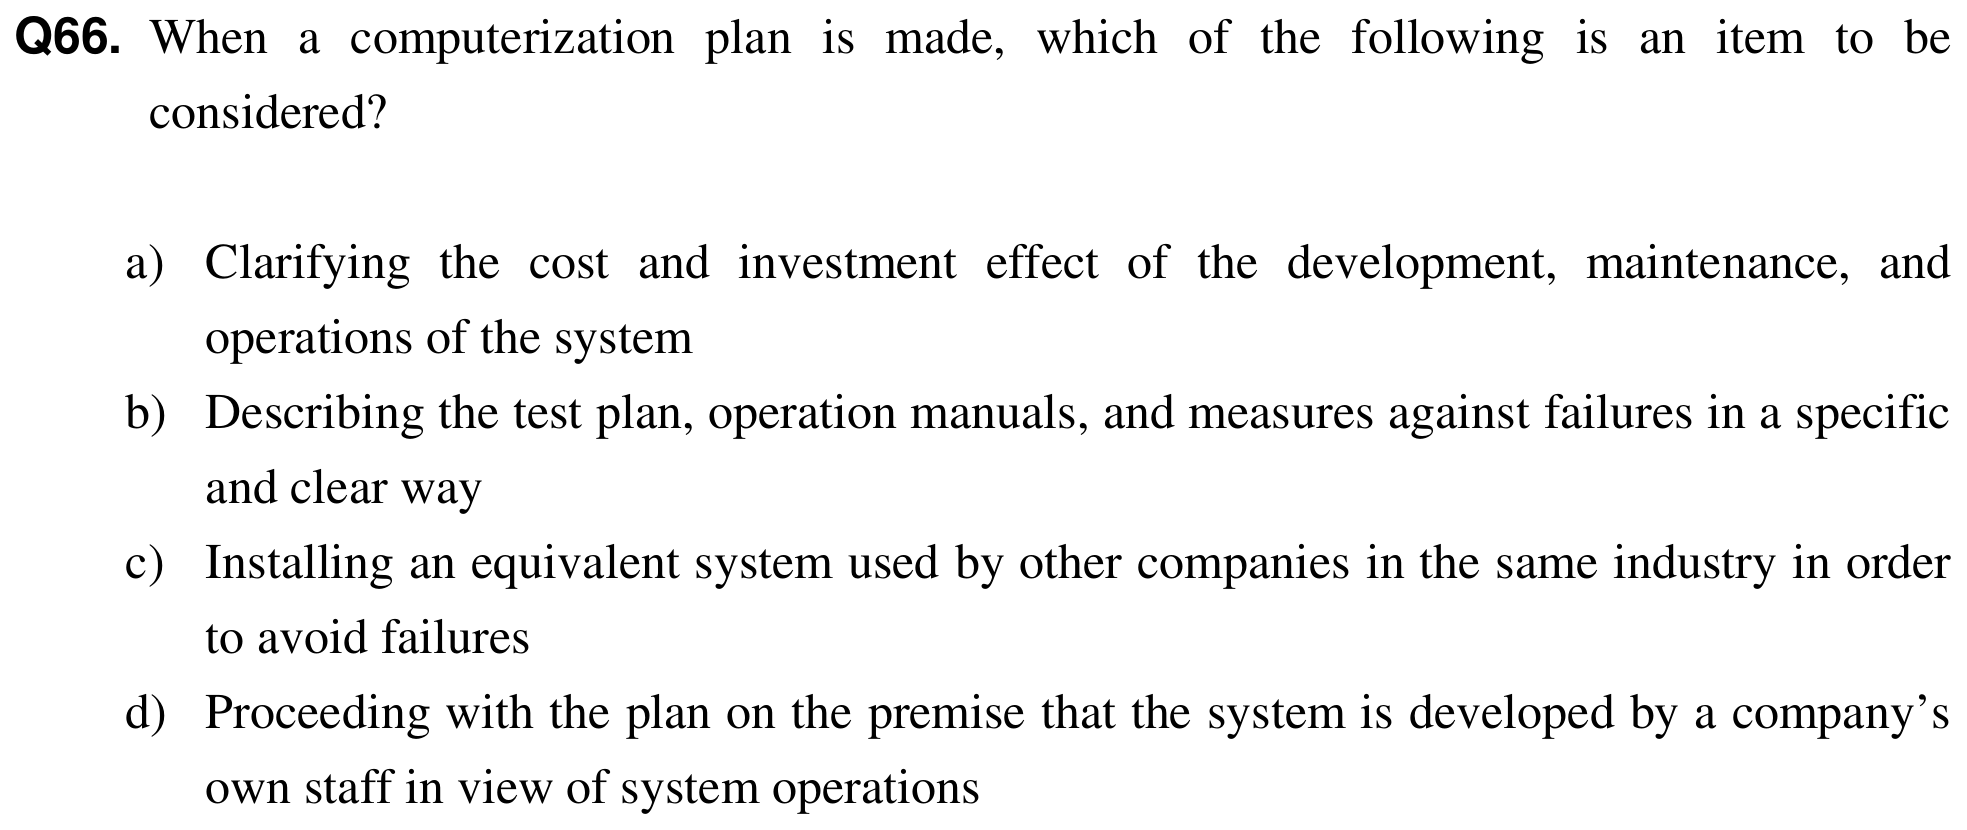 Q66. When a computerization plan is made, which of the following is an item to be
considered?
a) Clarifying the cost and investment effect of the development, maintenance, and
operations of the system
b) Describing the test plan, operation manuals, and measures against failures in a specific
and clear way
c) Installing an equivalent system used by other companies in the same industry in order
to avoid failures
d) Proceeding with the plan on the premise that the system is developed by a company’s
own staff in view of system operations